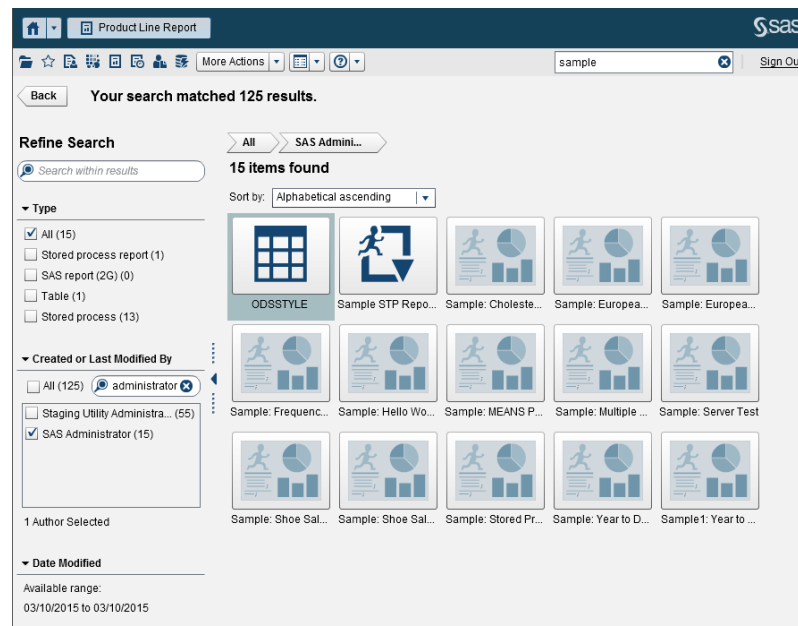 Product Line Report
sas
More Actions
sample
Sign Ou
Back
Your search matched 125 results.
Refine Search
Search within results
Type
All (15)
Stored process report (1)
SAS report (2G) (0)
Table (1)
Stored process (13)
Created or Last Modified By
All (125)
administrator
Staging Utility Administra... (55)
SAS Administrator (15)
1 Author Selected
Date Modified
Available range:
03/10/2015 to 03/10/2015
All
SAS Admini...
15 items found
Sort by: Alphabetical ascending
ODSSTYLE
Sample STP Repo...
Sample: Choleste...
Sample: Europea...
Sample: Europea...
Sample: Frequenc...
Sample: Hello Wo...
Sample: MEANS P...
Sample: Multiple ...
Sample: Server Test
Sample: Shoe Sal...
Sample: Shoe Sal...
Sample: Stored Pr...
Sample: Year to D...
Sample1: Year to ...